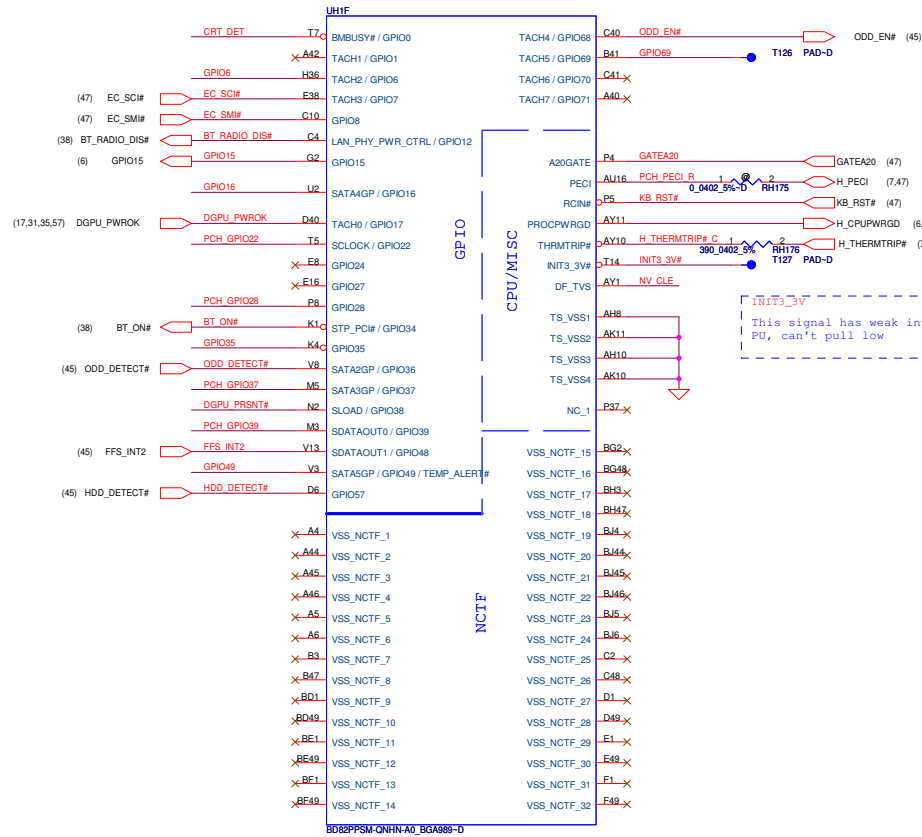 UH1F
CRT_DET T7 BMBUSY# / GPIO0 TACH4 / GPIO68 C40 ODD_EN# ODD_EN# (45)
A42 TACH1 / GPIO1 TACH5 / GPIO69 B41 GPIO69 T126 PAD~D
GPIO6 H36 TACH2 / GPIO6 TACH6 / GPIO70 C41
(47) EC_SCI# EC_SCI# E38 TACH3 / GPIO7 TACH7 / GPIO71 A40
(47) EC_SMI# EC_SMI# C10 GPIO8
(38) BT_RADIO_DIS# BT_RADIO_DIS# C4 LAN_PHY_PWR_CTRL / GPIO12
(6) GPIO15 GPIO15 G2 GPIO15 A20GATE P4 GATEA20 GATEA20 (47)
PECI AU16 PCH_PECI_R 1 @ 2 H_PECI (7,47)
0_0402_5%~D RH175
GPIO16 U2 SATA4GP / GPIO16 RCIN# P5 KB_RST# KB_RST# (47)
(17,31,35,57) DGPU_PWROK DGPU_PWROK D40 TACH0 / GPIO17 PROCPWRGD AY11 H_CPUPWRGD (6,
PCH_GPIO22 T5 SCLOCK / GPIO22 THRMTRIP# AY10 H_THERMTRIP#_C 1 2 H_THERMTRIP# (7
390_0402_5% RH176
E8 GPIO24 INIT3_3V# T14 INIT3_3V# T127 PAD~D
E16 GPIO27 DF_TVS AY1 NV_CLE
PCH_GPIO28 P8 GPIO28 TS_VSS1 AH8
(38) BT_ON# BT_ON# K1 STP_PCI# / GPIO34 TS_VSS2 AK11
GPIO35 K4 GPIO35 TS_VSS3 AH10
(45) ODD_DETECT# ODD_DETECT# V8 SATA2GP / GPIO36 TS_VSS4 AK10
PCH_GPIO37 M5 SATA3GP / GPIO37
DGPU_PRSNT# N2 SLOAD / GPIO38 NC_1 P37
PCH_GPIO39 M3 SDATAOUT0 / GPIO39
(45) FFS_INT2 FFS_INT2 V13 SDATAOUT1 / GPIO48 VSS_NCTF_15 BG2
GPIO49 V3 SATA5GP / GPIO49 / TEMP_ALERT# VSS_NCTF_16 BG48
(45) HDD_DETECT# HDD_DETECT# D6 GPIO57 VSS_NCTF_17 BH3
VSS_NCTF_18 BH47
A4 VSS_NCTF_1 VSS_NCTF_19 BJ4
A44 VSS_NCTF_2 VSS_NCTF_20 BJ44
A45 VSS_NCTF_3 VSS_NCTF_21 BJ45
A46 VSS_NCTF_4 VSS_NCTF_22 BJ46
A5 VSS_NCTF_5 VSS_NCTF_23 BJ5
A6 VSS_NCTF_6 VSS_NCTF_24 BJ6
B3 VSS_NCTF_7 VSS_NCTF_25 C2
B47 VSS_NCTF_8 VSS_NCTF_26 C48
BD1 VSS_NCTF_9 VSS_NCTF_27 D1
BD49 VSS_NCTF_10 VSS_NCTF_28 D49
BE1 VSS_NCTF_11 VSS_NCTF_29 E1
BE49 VSS_NCTF_12 VSS_NCTF_30 E49
BF1 VSS_NCTF_13 VSS_NCTF_31 F1
BF49 VSS_NCTF_14 VSS_NCTF_32 F49
GPIO
CPU/MISC
NCTF
INIT3_3V
This signal has weak in
PU, can't pull low
BD82PPSM-QNHN-A0_BGA989~D